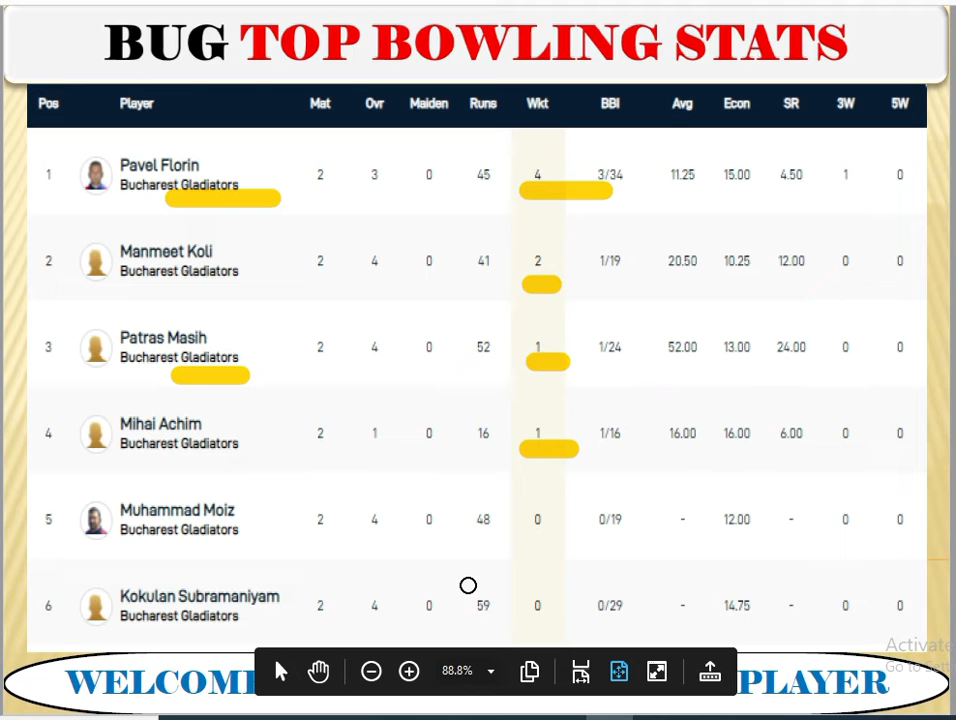 BUG TOP BOWLING STATS
Pos Player Mat Ovr Maiden Runs Wkt BBI Avg Econ SR 3W 5W
1 Pavel Florin 2 3 0 45 4 3/34 11.25 15.00 4.50 1 0
Bucharest Gladiators
2 Manmeet Koli 2 4 0 41 2 1/19 20.50 10.25 12.00 0 0
Bucharest Gladiators
3 Patras Masih 2 4 0 52 1 1/24 52.00 13.00 24.00 0 0
Bucharest Gladiators
4 Mihai Achim 2 1 0 16 1 1/16 16.00 16.00 6.00 0 0
Bucharest Gladiators
5 Muhammad Moiz 2 4 0 48 0 0/19 - 12.00 - 0 0
Bucharest Gladiators
6 Kokulan Subramaniyam 2 4 0 59 0 0/29 - 14.75 - 0 0
Bucharest Gladiators
Activate
Go to Sett
88.8%
WELCOME PLAYER